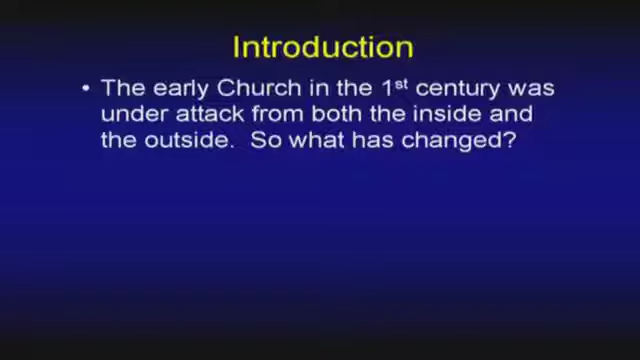 Introduction
• The early Church in the 1st century was
under attack from both the inside and
the outside.  So what has changed?